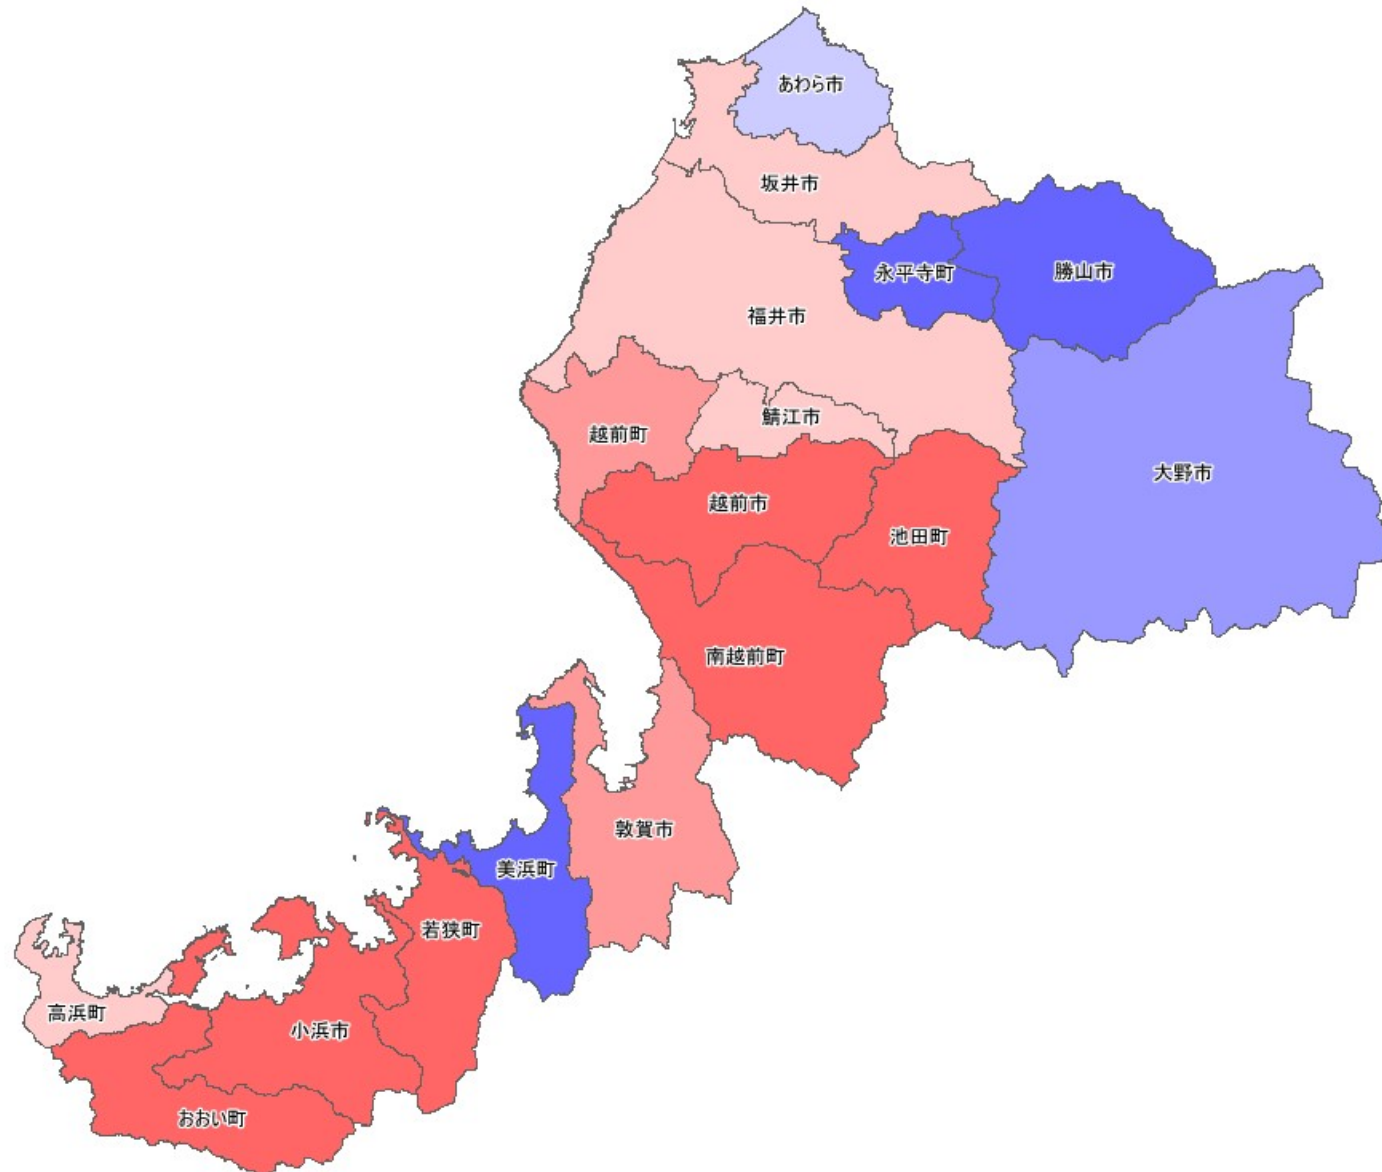 あわら市
坂井市
永平寺町
勝山市
福井市
鯖江市
越前町
大野市
越前市
池田町
南越前町
敦賀市
美浜町
若狭町
高浜町
小浜市
おおい町